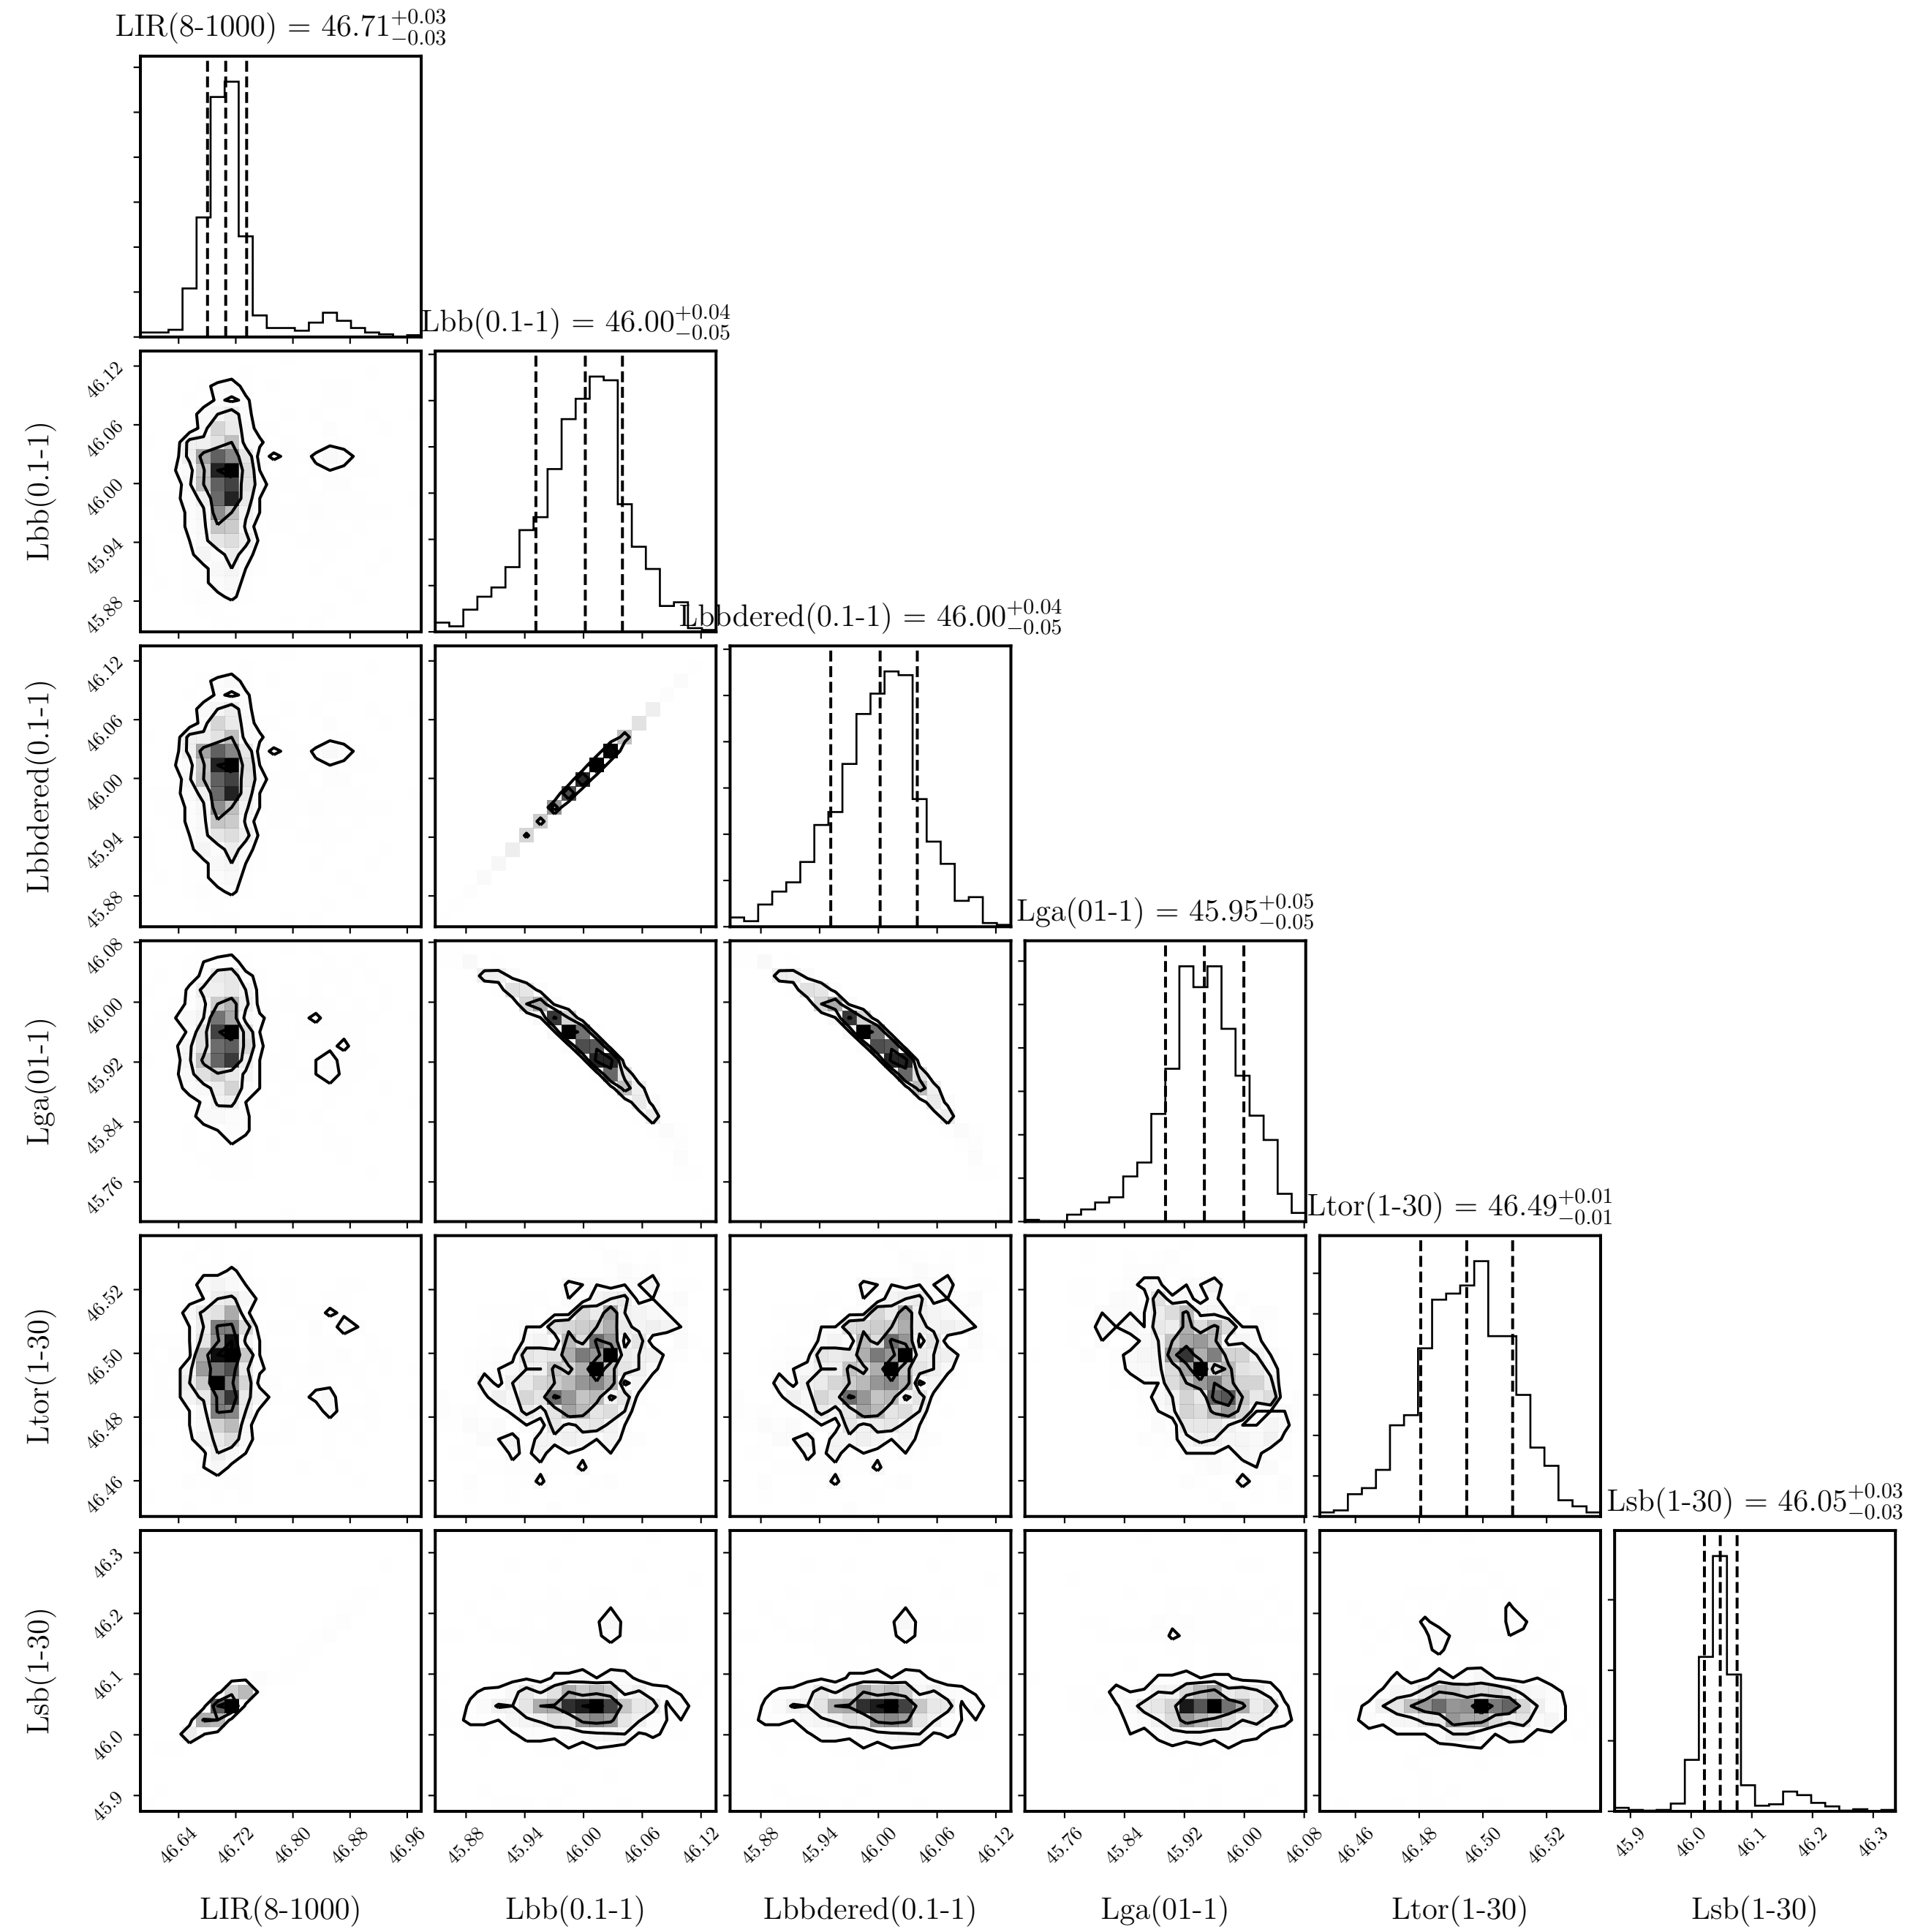 LIR(8-1000) = 46.71 +0.03 −0.03
Lbb(0.1-1) = 46.00 +0.04 −0.05
46.12
46.06
46.00
45.94
45.88
Lbb(0.1-1)
Lbbdered(0.1-1) = 46.00 +0.04 −0.05
46.12
46.06
46.00
45.94
45.88
Lbbdered(0.1-1)
Lga(01-1) = 45.95 +0.05 −0.05
46.08
46.00
45.92
45.84
45.76
Lga(01-1)
Ltor(1-30) = 46.49 +0.01 −0.01
46.52
46.50
46.48
46.46
Ltor(1-30)
Lsb(1-30) = 46.05 +0.03 −0.03
46.3
46.2
46.1
46.0
45.9
Lsb(1-30)
46.64 46.72 46.80 46.88 46.96 45.88 45.94 46.00 46.06 46.12 45.88 45.94 46.00 46.06 46.12 45.76 45.84 45.92 46.00 46.08 46.46 46.48 46.50 46.52 45.9 46.0 46.1 46.2 46.3
LIR(8-1000) Lbb(0.1-1) Lbbdered(0.1-1) Lga(01-1) Ltor(1-30) Lsb(1-30)